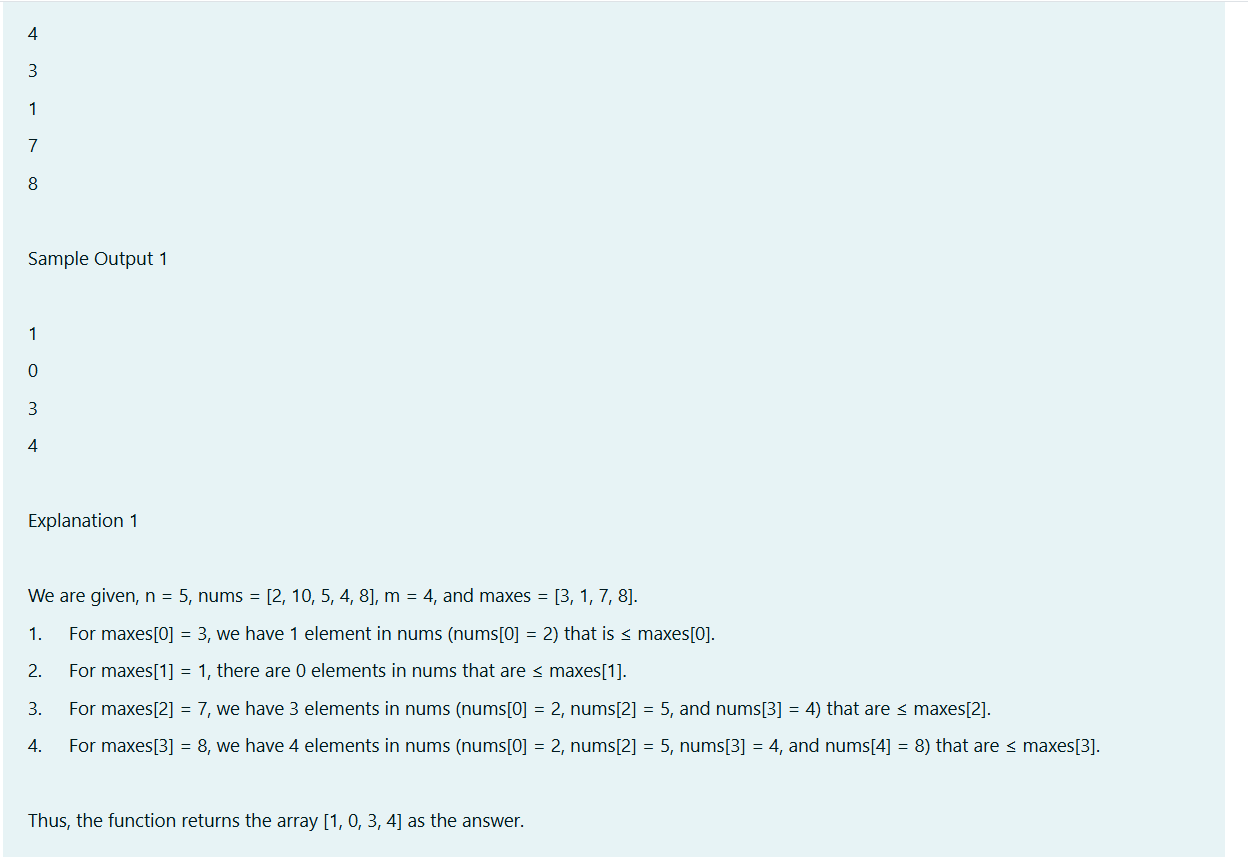 4
3
1
7
8
Sample Output 1
1
0
3
4
Explanation 1
We are given, n = 5, nums = [2, 10, 5, 4, 8], m = 4, and maxes = [3, 1, 7, 8].
1. For maxes[0] = 3, we have 1 element in nums (nums[0] = 2) that is ≤ maxes[0].
2. For maxes[1] = 1, there are 0 elements in nums that are ≤ maxes[1].
3. For maxes[2] = 7, we have 3 elements in nums (nums[0] = 2, nums[2] = 5, and nums[3] = 4) that are ≤ maxes[2].
4. For maxes[3] = 8, we have 4 elements in nums (nums[0] = 2, nums[2] = 5, nums[3] = 4, and nums[4] = 8) that are ≤ maxes[3].
Thus, the function returns the array [1, 0, 3, 4] as the answer.